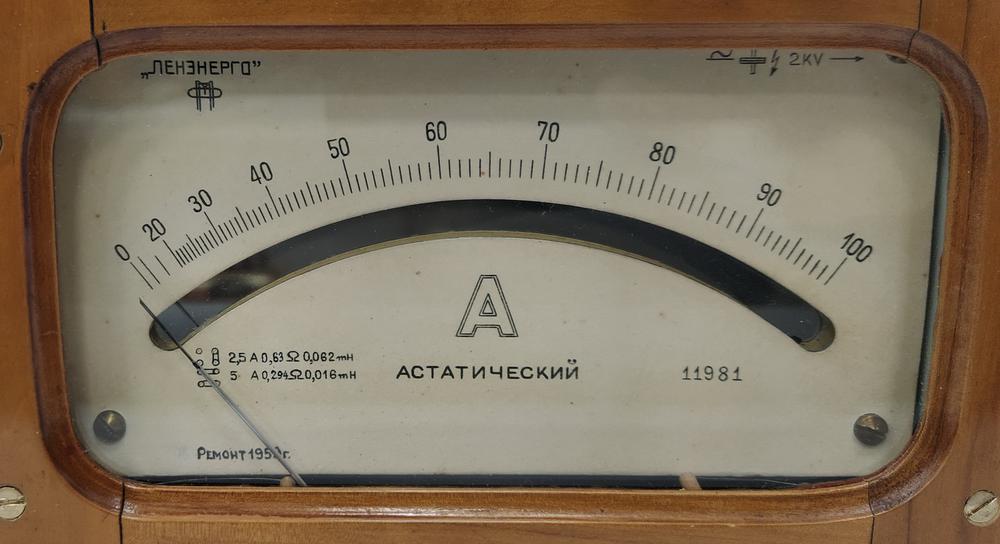 „ЛЕНЭНЕРГО”
2KV
0 20 30 40 50 60 70 80 90 100
A
2,5 A 0,63 Ω 0,062 mH
5 A 0,294 Ω 0,016 mH
АСТАТИЧЕСКИЙ
11981
Ремонт